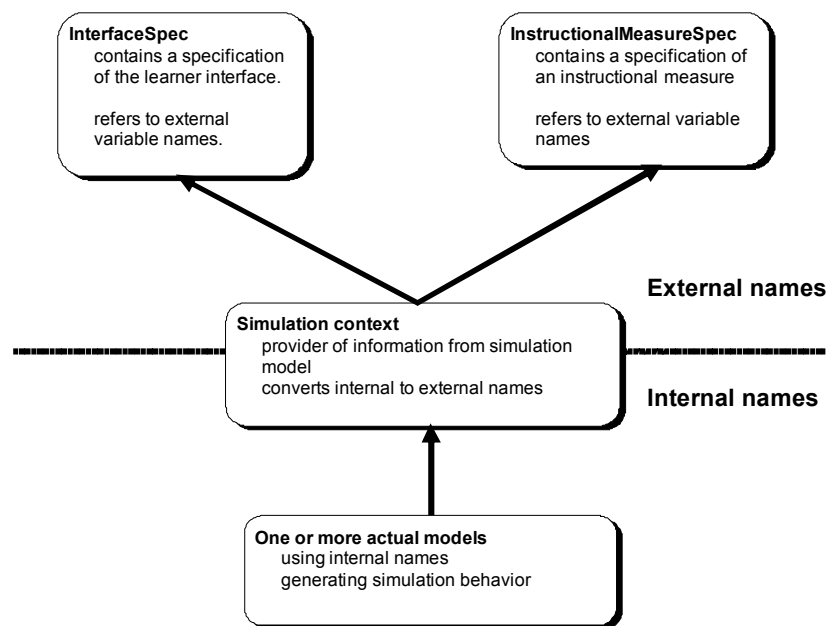 InterfaceSpec
contains a specification
of the learner interface.
refers to external
variable names.
InstructionalMeasureSpec
contains a specification of
an instructional measure
refers to external variable
names
External names
Simulation context
provider of information from simulation
model
converts internal to external names
Internal names
One or more actual models
using internal names
generating simulation behavior